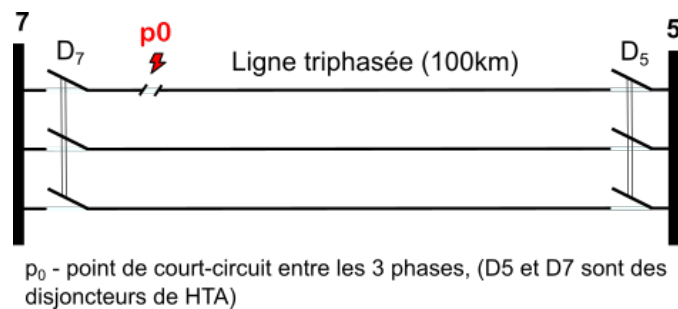 7
p0
5
D₇
Ligne triphasée (100km)
D₅
p₀ - point de court-circuit entre les 3 phases, (D5 et D7 sont des
disjoncteurs de HTA)